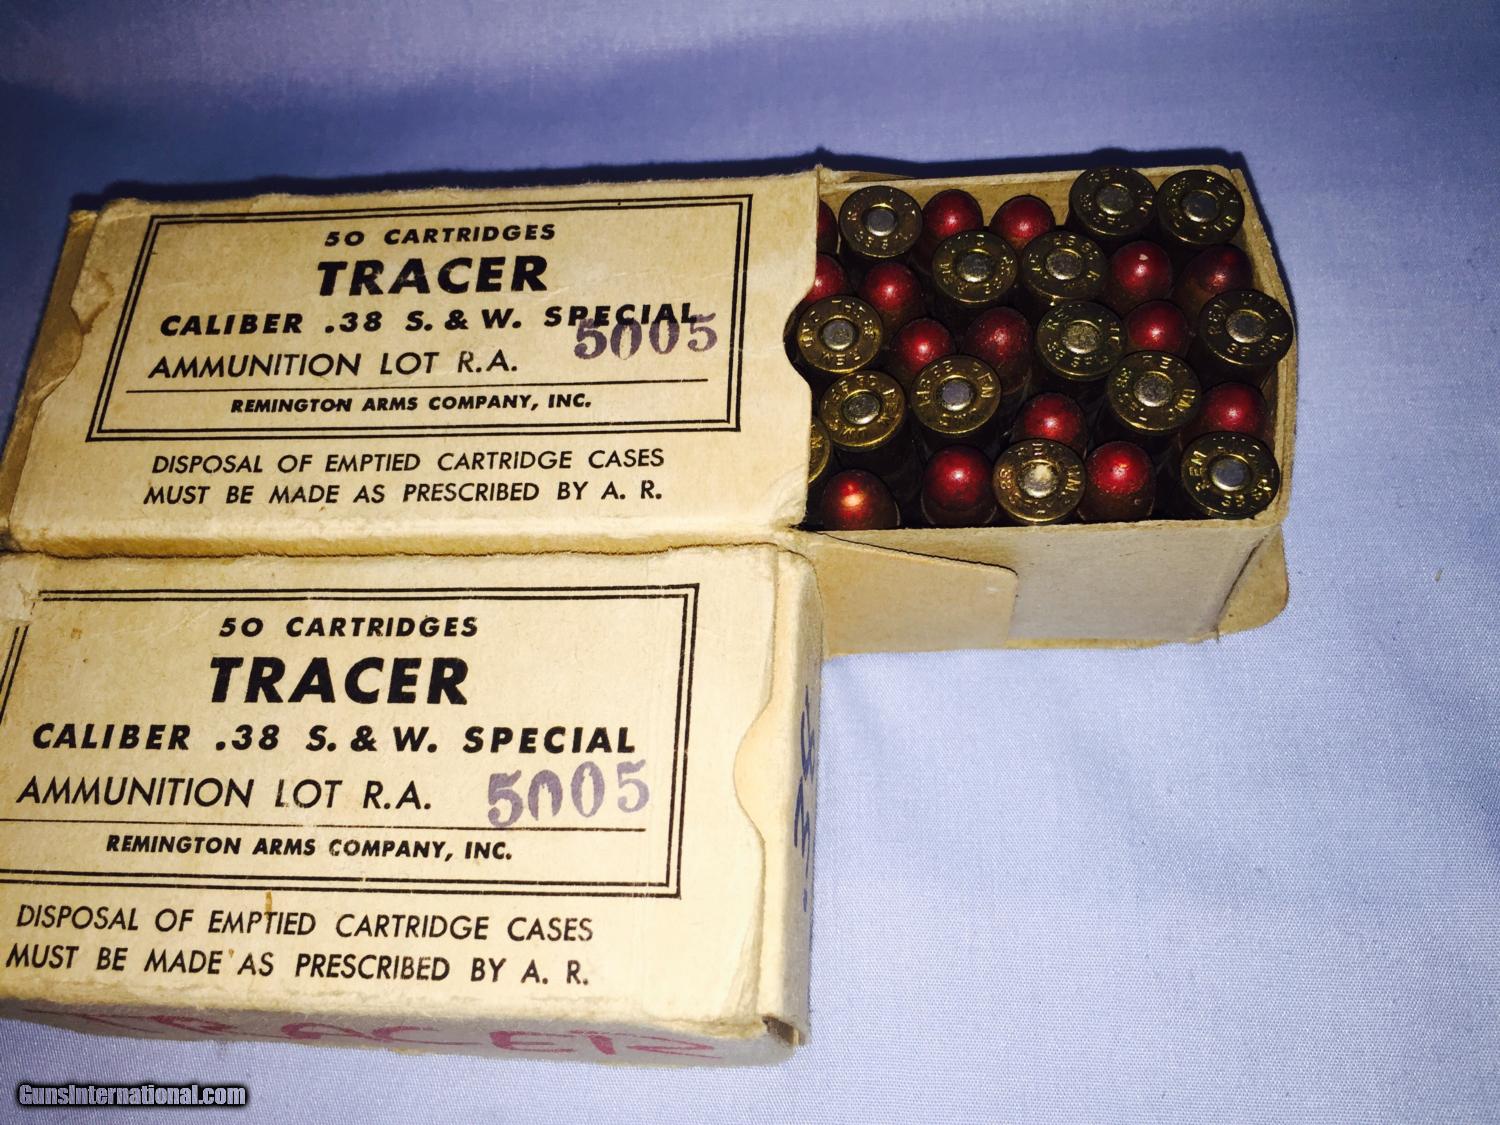 50 CARTRIDGES
TRACER
CALIBER .38 S. & W. SPECIAL
AMMUNITION LOT R.A. 5005
REMINGTON ARMS COMPANY, INC.
DISPOSAL OF EMPTIED CARTRIDGE CASES
MUST BE MADE AS PRESCRIBED BY A. R.
50 CARTRIDGES
TRACER
CALIBER .38 S. & W. SPECIAL
AMMUNITION LOT R.A. 5005
REMINGTON ARMS COMPANY, INC.
DISPOSAL OF EMPTIED CARTRIDGE CASES
MUST BE MADE AS PRESCRIBED BY A. R.
TRACER
GunsInternational.com